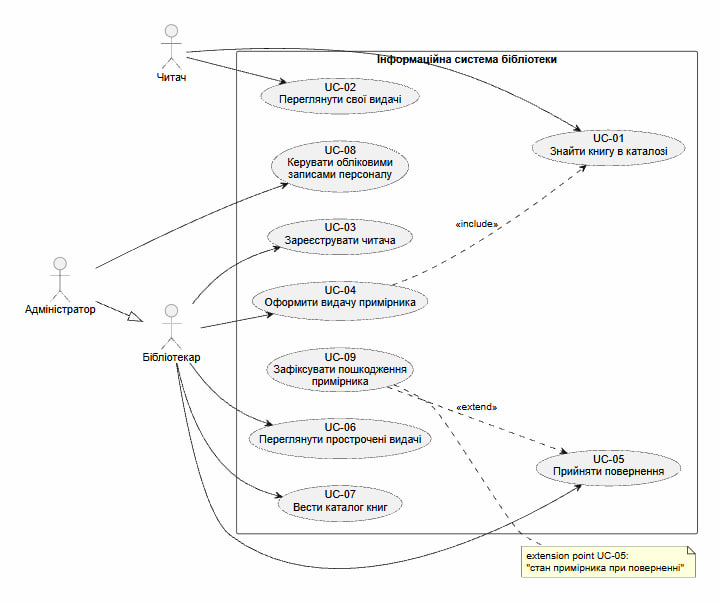 Читач
Інформаційна система бібліотеки
UC-02
Переглянути свої видачі
UC-01
Знайти книгу в каталозі
UC-08
Керувати обліковими
записами персоналу
«include»
UC-03
Зареєструвати читача
Адміністратор
UC-04
Оформити видачу примірника
Бібліотекар
UC-09
Зафіксувати пошкодження
примірника
«extend»
UC-06
Переглянути прострочені видачі
UC-05
Прийняти повернення
UC-07
Вести каталог книг
extension point UC-05:
"стан примірника при поверненні"